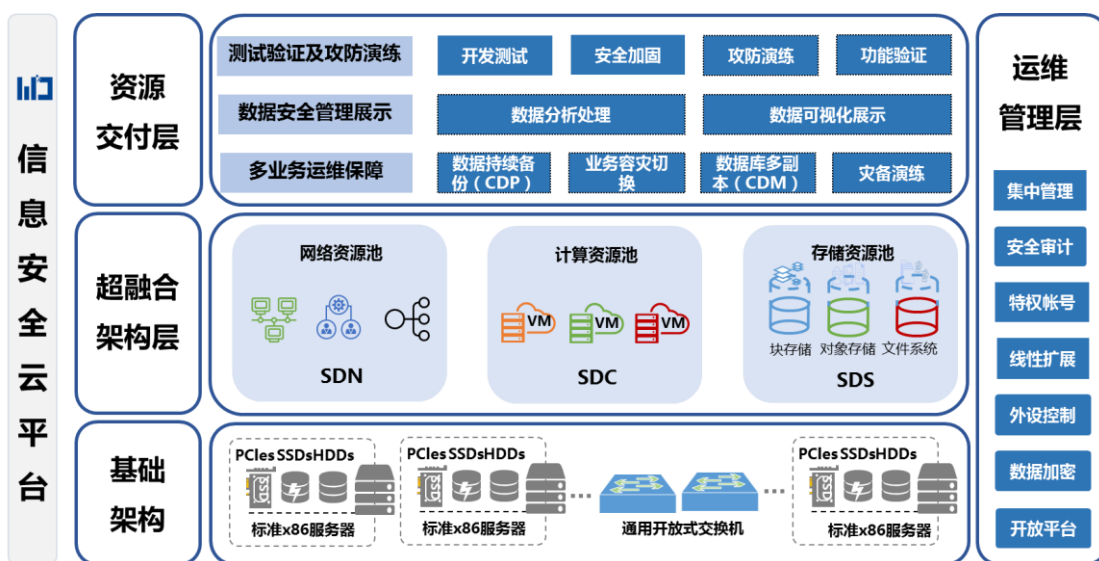 信息安全云平台
资源
交付层
测试验证及攻防演练
开发测试
安全加固
攻防演练
功能验证
数据安全管理展示
数据分析处理
数据可视化展示
多业务运维保障
数据持续备
份（CDP）
业务容灾切
换
数据库多副
本（CDM）
灾备演练
超融合
架构层
网络资源池
SDN
计算资源池
VM
VM
VM
SDC
存储资源池
块存储
对象存储
文件系统
SDS
基础
架构
PCIes SSDsHDDs
SSD
标准x86服务器
PCIes SSDsHDDs
SSD
标准x86服务器
...
通用开放式交换机
...
PCIes SSDsHDDs
SSD
标准x86服务器
运维
管理层
集中管理
安全审计
特权帐号
线性扩展
外设控制
数据加密
开放平台